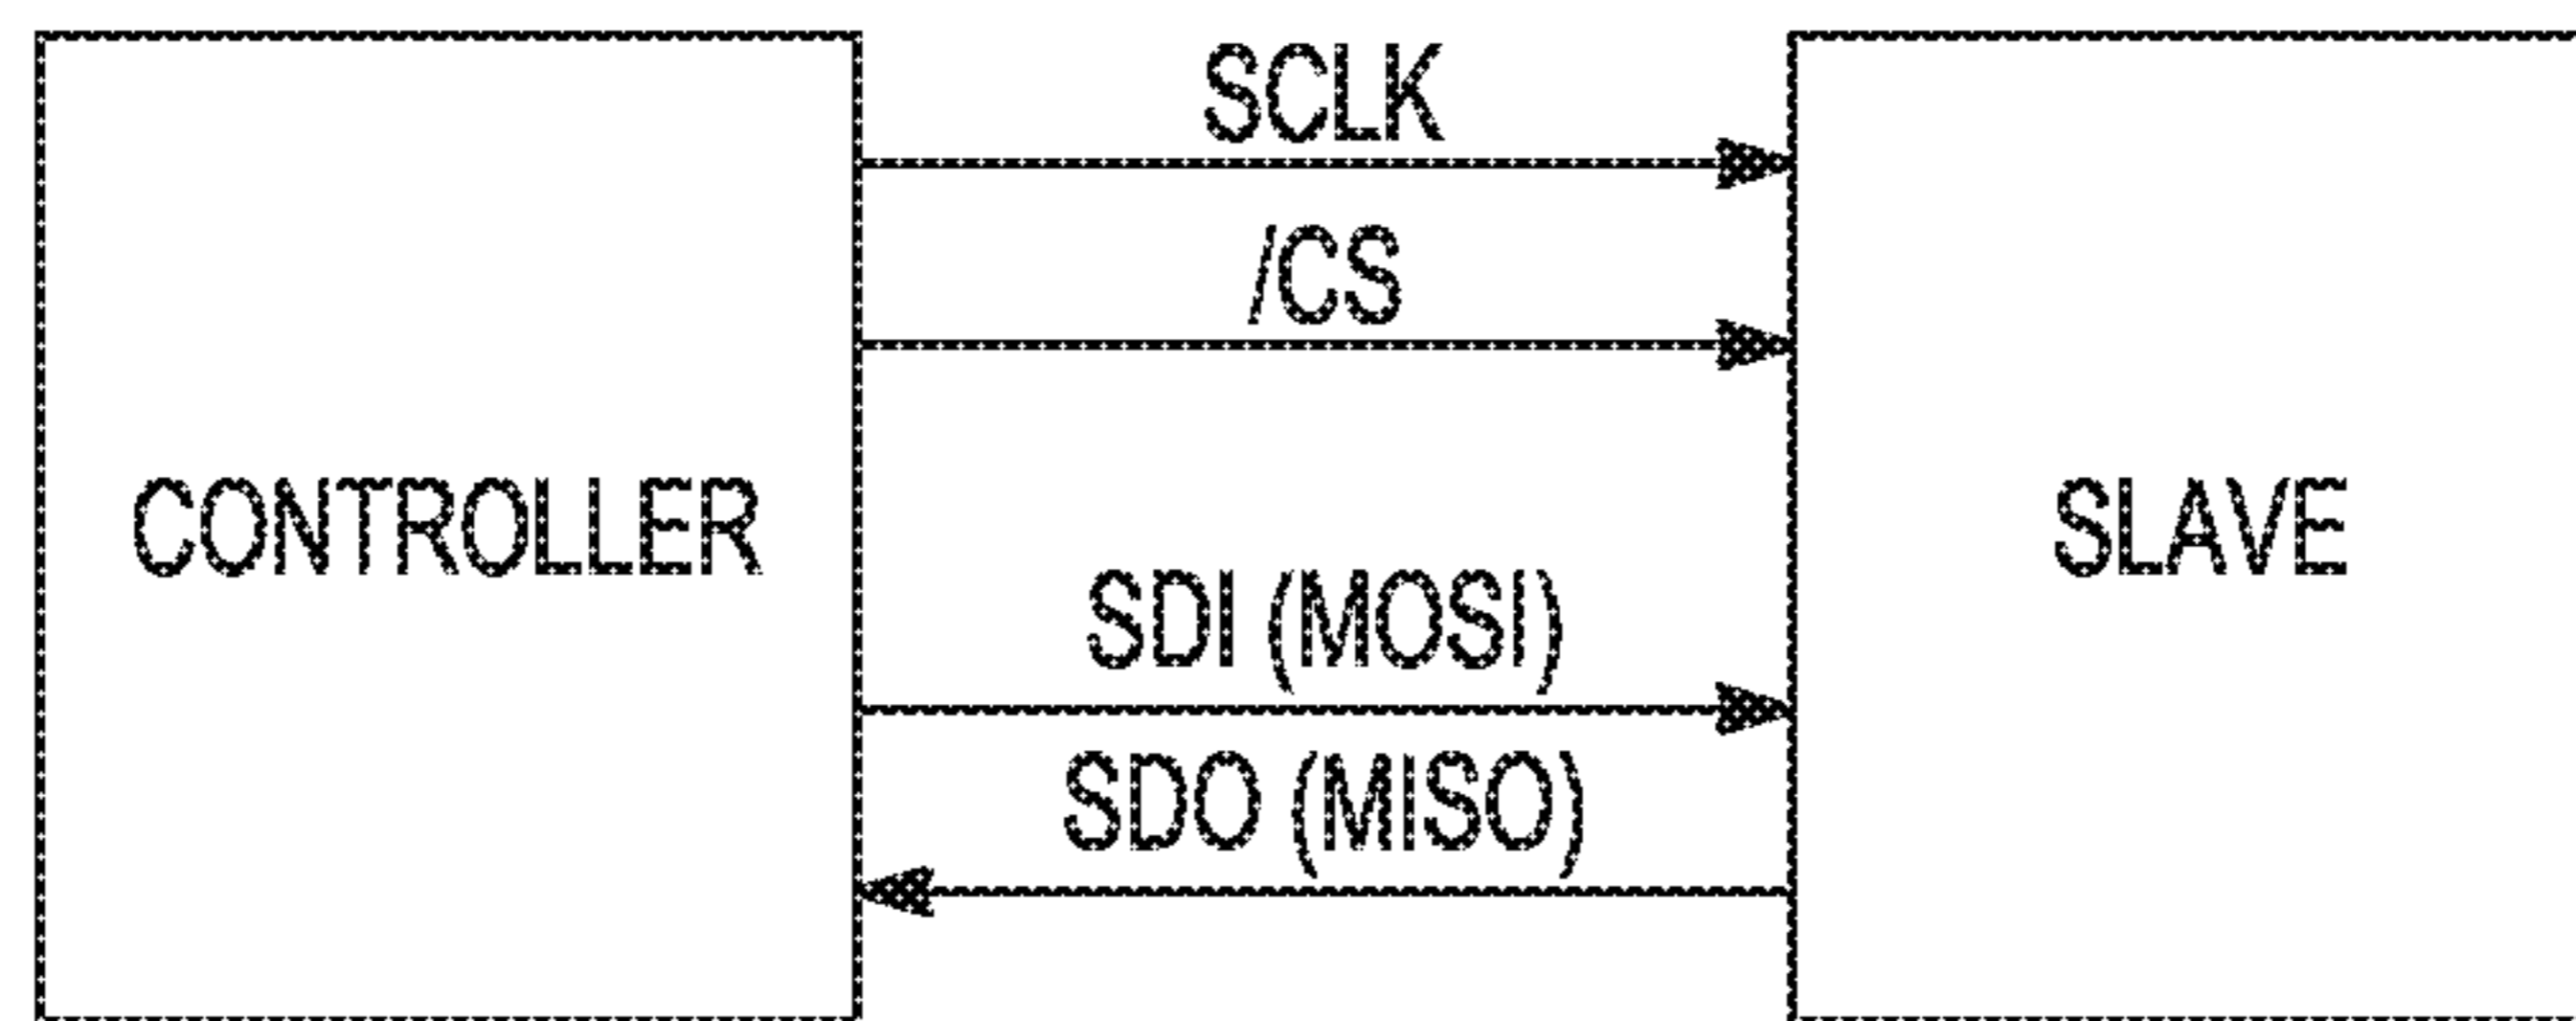 SCLK
/CS
CONTROLLER
SLAVE
SDI (MOSI)
SDO (MISO)